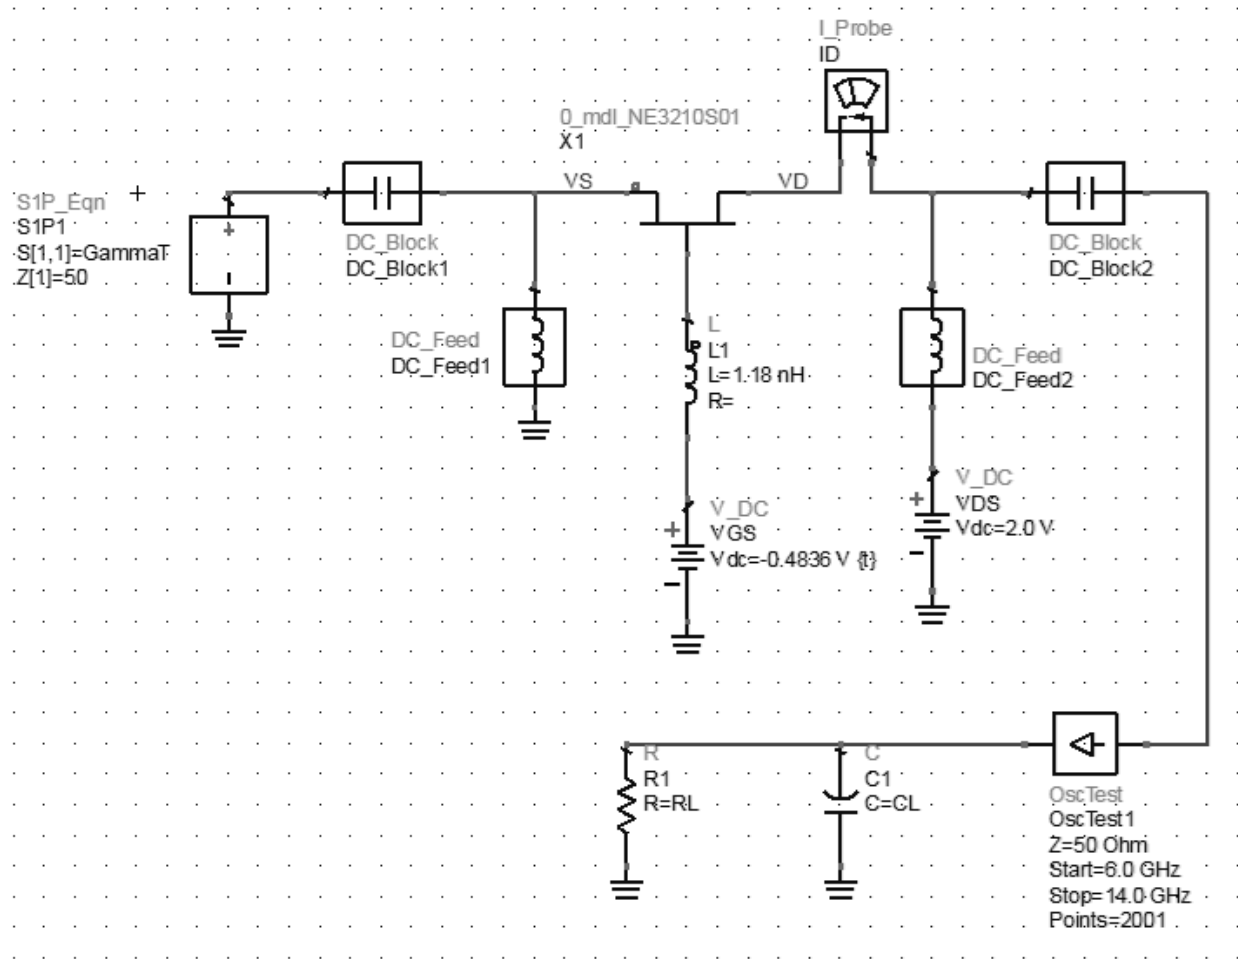 I_Probe
ID
0_mdl_NE3210S01
X1
VS
VD
S1P_Eqn
S1P1
S[1,1]=GammaT
Z[1]=50
+
-
DC_Block
DC_Block1
DC_Block
DC_Block2
DC_Feed
DC_Feed1
L
L1
L=1.18 nH
R=
DC_Feed
DC_Feed2
V_DC
VGS
Vdc=-0.4836 V {t}
+
-
V_DC
VDS
Vdc=2.0 V
+
-
R
R1
R=RL
C
C1
C=CL
OscTest
OscTest1
Z=50 Ohm
Start=6.0 GHz
Stop=14.0 GHz
Points=2001